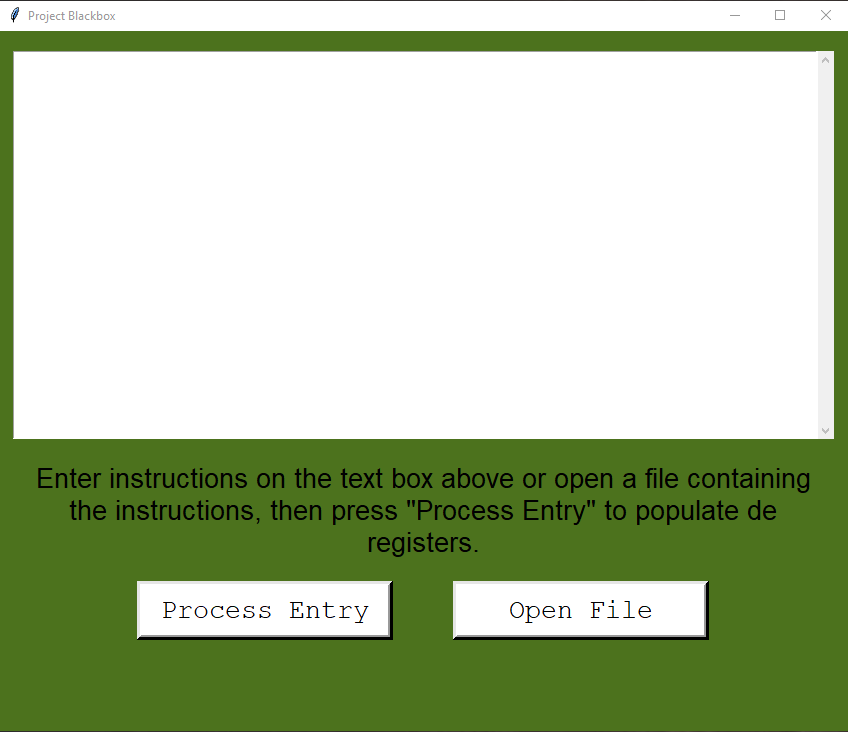 Project Blackbox
Enter instructions on the text box above or open a file containing
the instructions, then press "Process Entry" to populate de
registers.
Process Entry
Open File